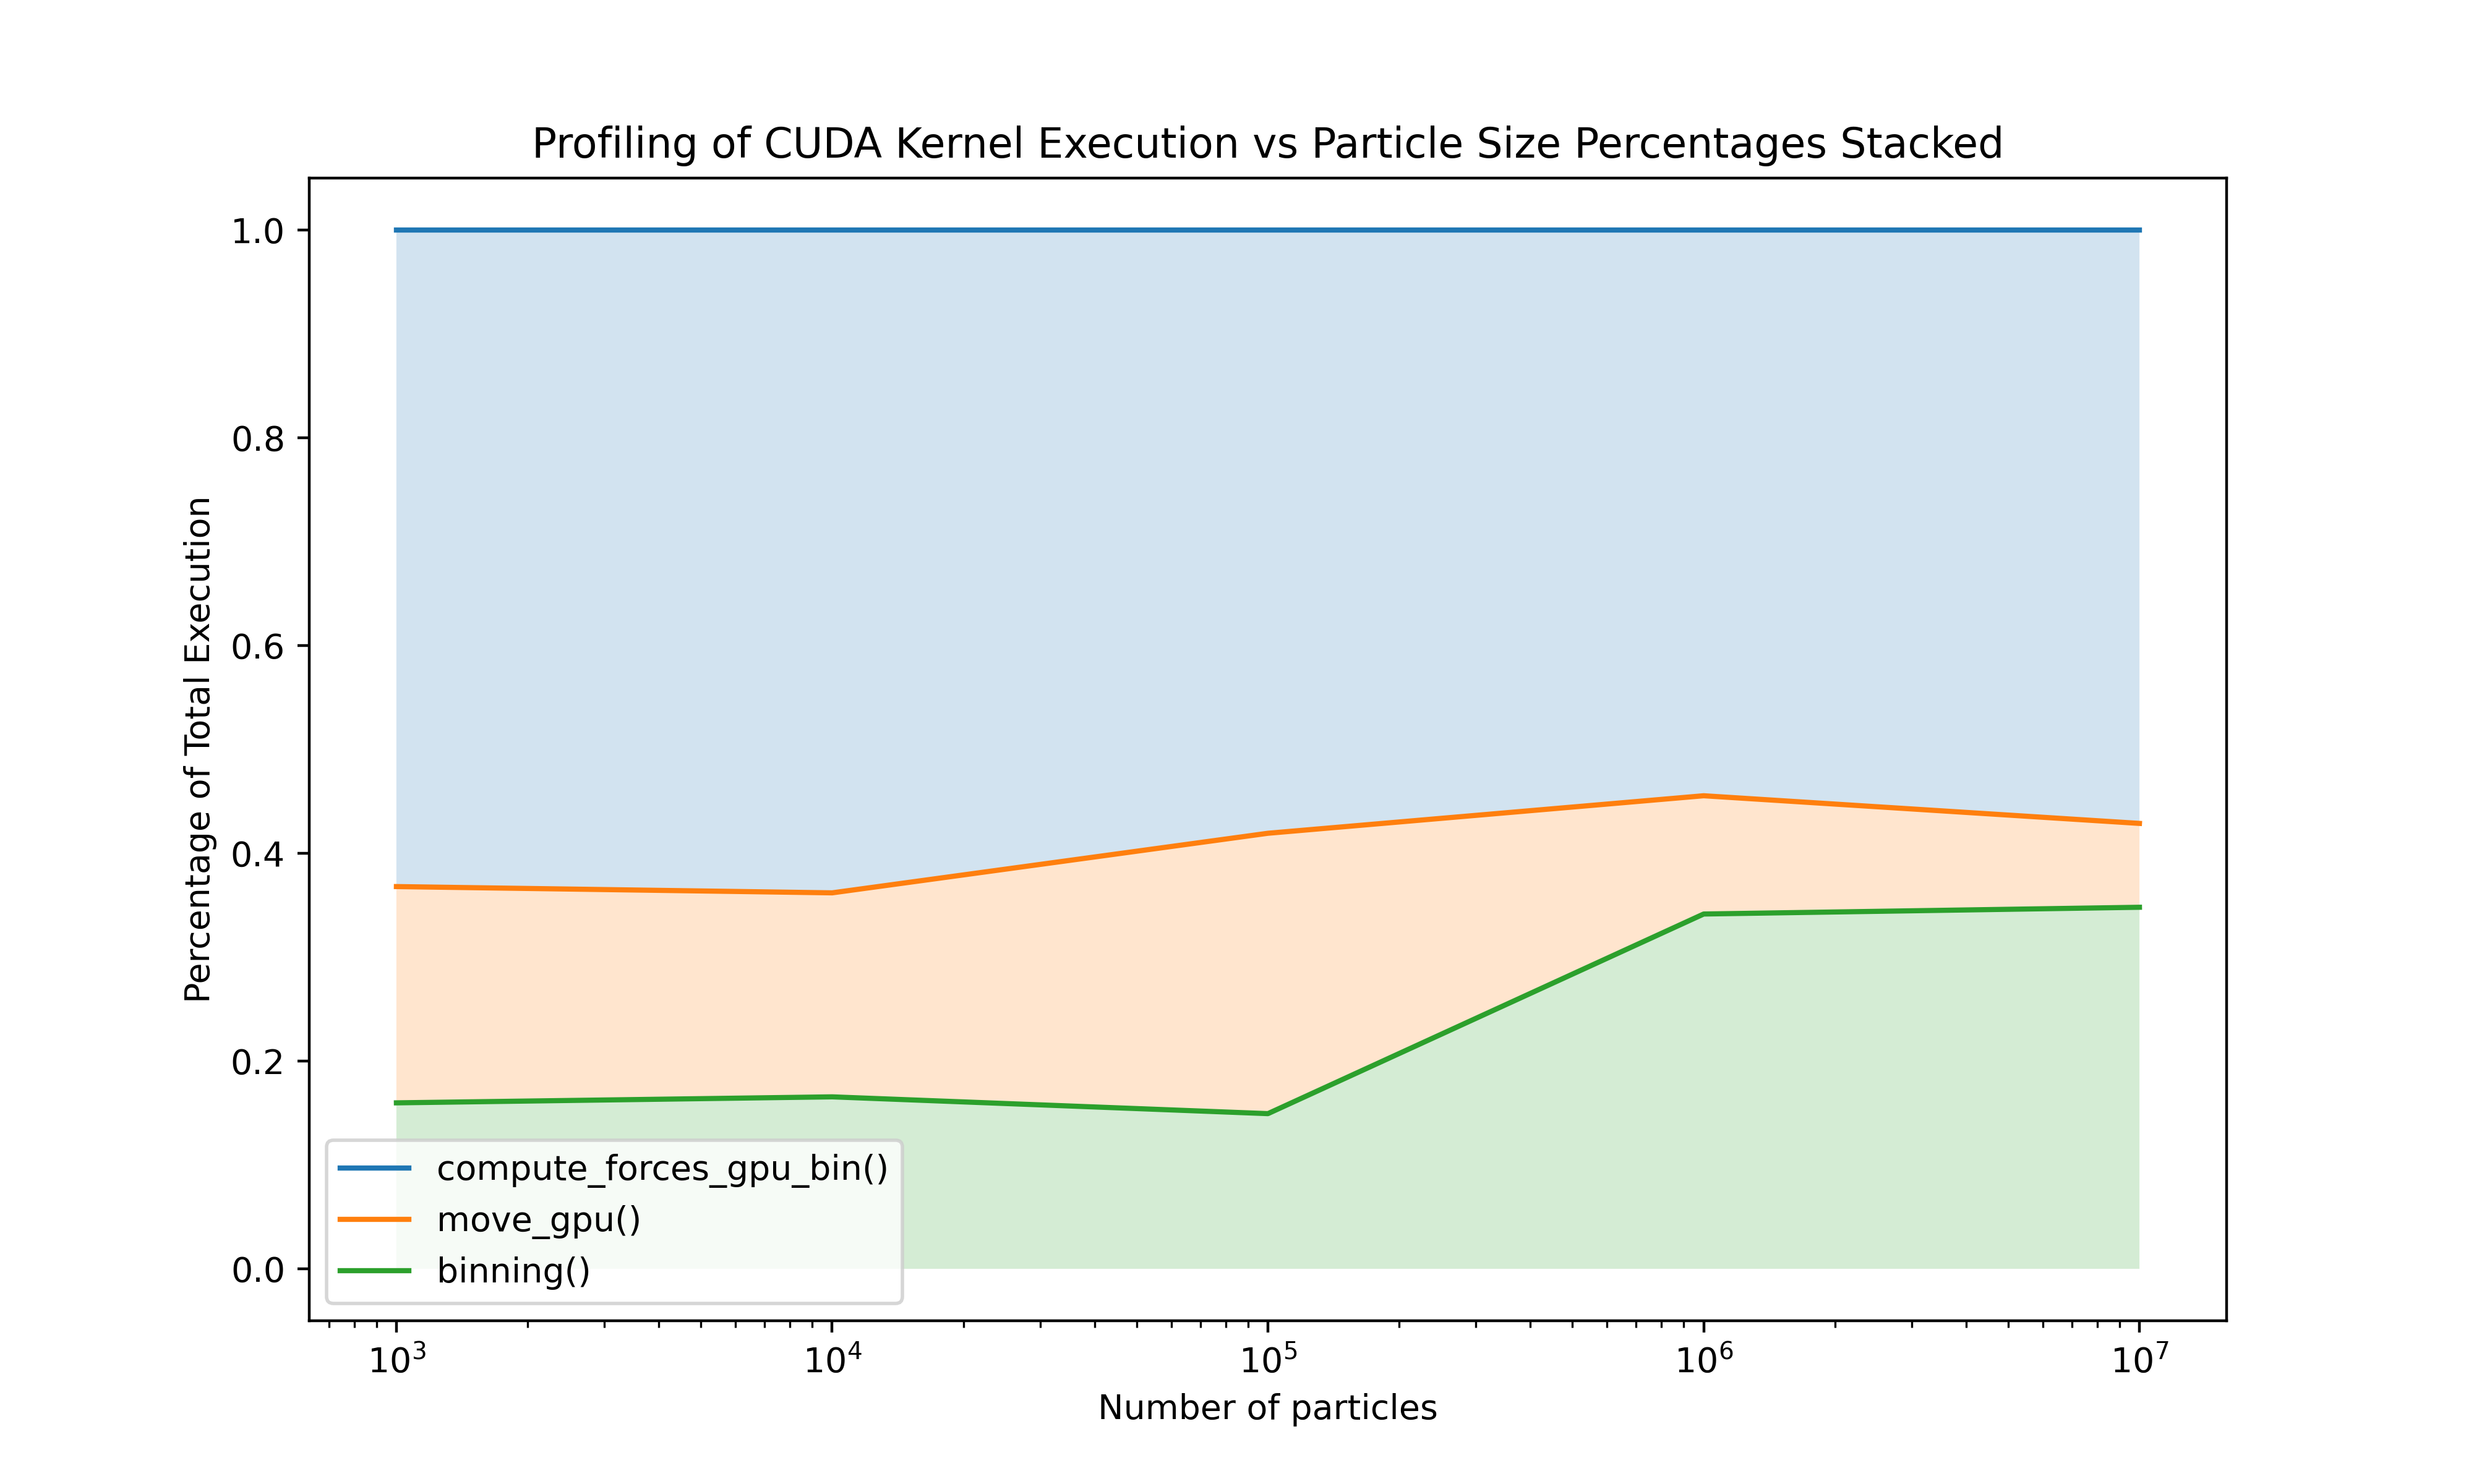 Profiling of CUDA Kernel Execution vs Particle Size Percentages Stacked
Percentage of Total Execution
1.0
0.8
0.6
0.4
0.2
0.0
compute_forces_gpu_bin()
move_gpu()
binning()
10³ 10⁴ 10⁵ 10⁶ 10⁷
Number of particles